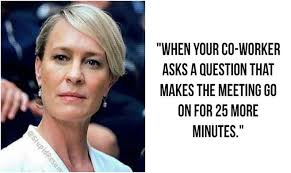 "WHEN YOUR CO-WORKER
ASKS A QUESTION THAT
MAKES THE MEETING GO
ON FOR 25 MORE
MINUTES."